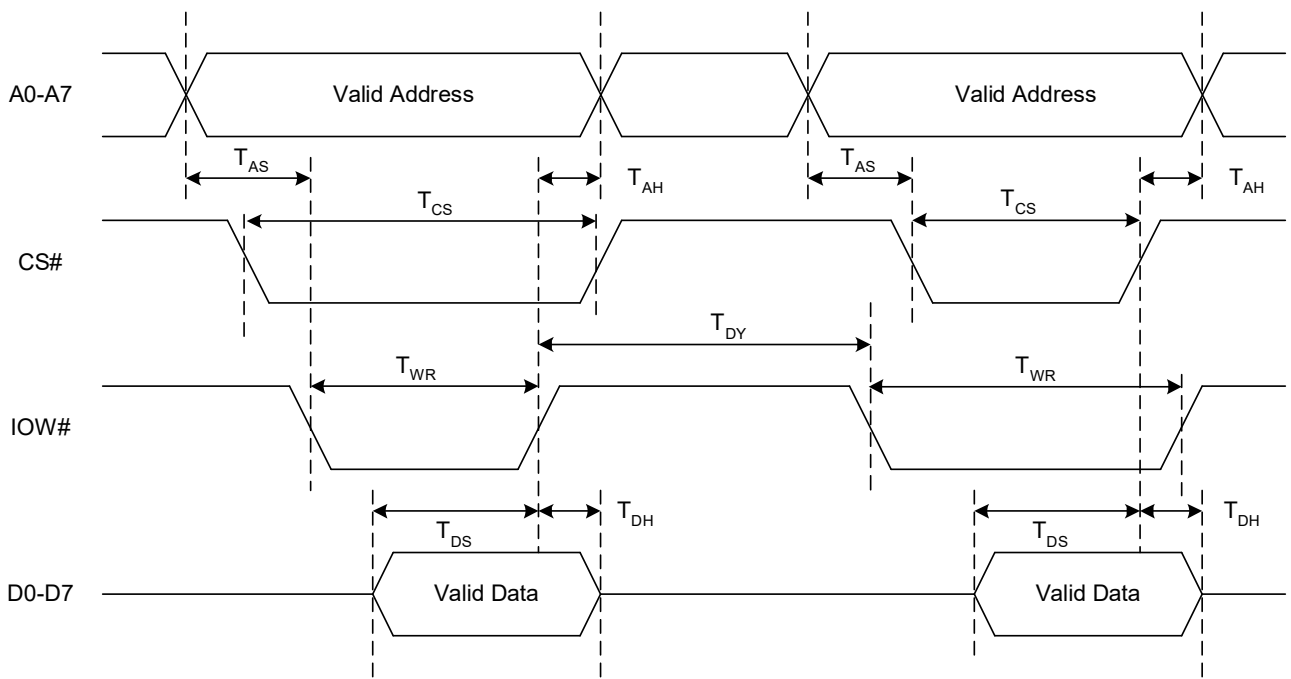 A0-A7
Valid Address
Valid Address
TAS
TAH
TAS
TAH
TCS
TCS
CS#
TDY
TWR
TWR
IOW#
TDS
TDH
TDS
TDH
D0-D7
Valid Data
Valid Data